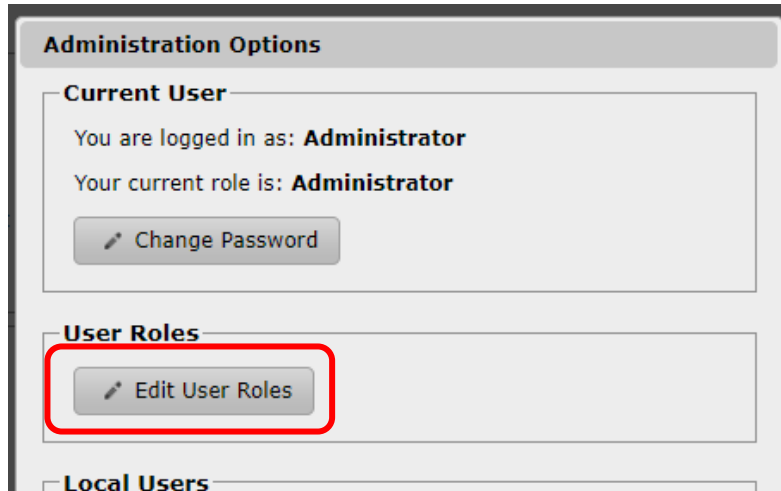 Administration Options
Current User
You are logged in as: Administrator
Your current role is: Administrator
Change Password
User Roles
Edit User Roles
Local Users